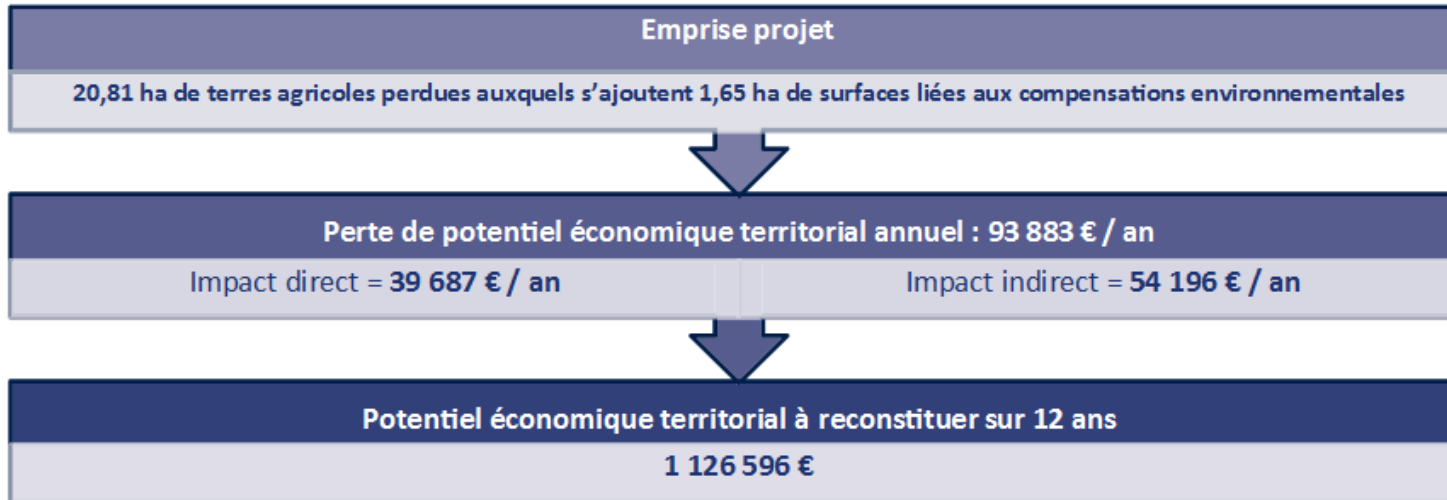 Emprise projet
20,81 ha de terres agricoles perdues auxquels s’ajoutent 1,65 ha de surfaces liées aux compensations environnementales
Perte de potentiel économique territorial annuel : 93 883 € / an
Impact direct = 39 687 € / an
Impact indirect = 54 196 € / an
Potentiel économique territorial à reconstituer sur 12 ans
1 126 596 €